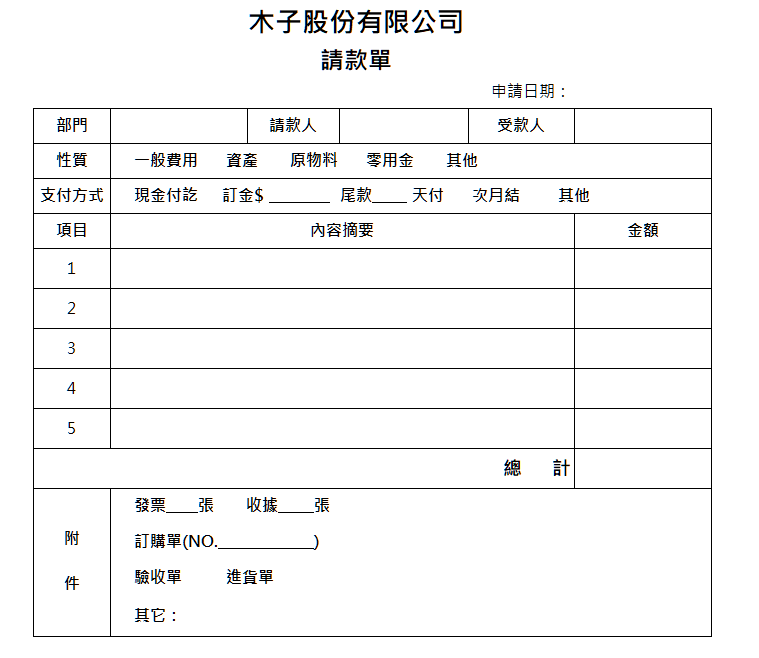 木子股份有限公司
請款單
申請日期：
部門 請款人 受款人
性質 一般費用 資產 原物料 零用金 其他
支付方式 現金付訖 訂金$ _______ 尾款____ 天付 次月結 其他
項目 內容摘要 金額
1
2
3
4
5
總 計
附
件
發票____張 收據____張
訂購單(NO.___________)
驗收單 進貨單
其它：